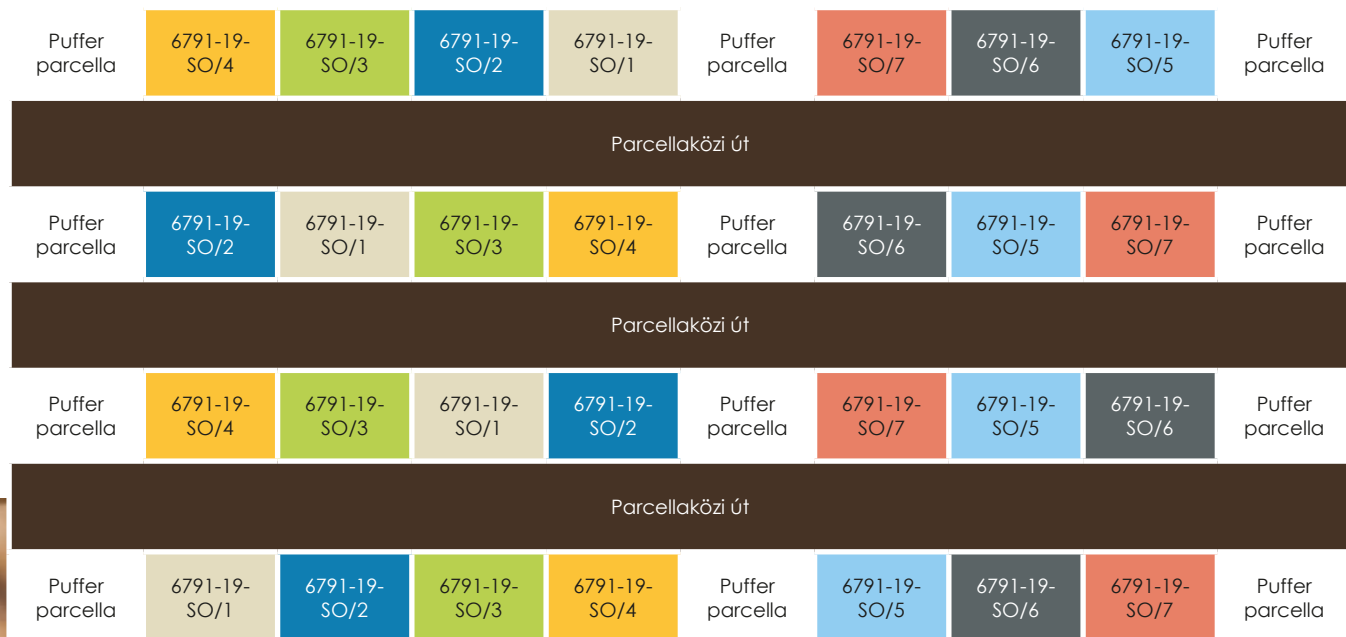 Puffer 6791-19- 6791-19- 6791-19- 6791-19- Puffer 6791-19- 6791-19- 6791-19- Puffer
parcella SO/4 SO/3 SO/2 SO/1 parcella SO/7 SO/6 SO/5 parcella
Parcellaközi út
Puffer 6791-19- 6791-19- 6791-19- 6791-19- Puffer 6791-19- 6791-19- 6791-19- Puffer
parcella SO/2 SO/1 SO/3 SO/4 parcella SO/6 SO/5 SO/7 parcella
Parcellaközi út
Puffer 6791-19- 6791-19- 6791-19- 6791-19- Puffer 6791-19- 6791-19- 6791-19- Puffer
parcella SO/4 SO/3 SO/1 SO/2 parcella SO/7 SO/5 SO/6 parcella
Parcellaközi út
Puffer 6791-19- 6791-19- 6791-19- 6791-19- Puffer 6791-19- 6791-19- 6791-19- Puffer
parcella SO/1 SO/2 SO/3 SO/4 parcella SO/5 SO/6 SO/7 parcella